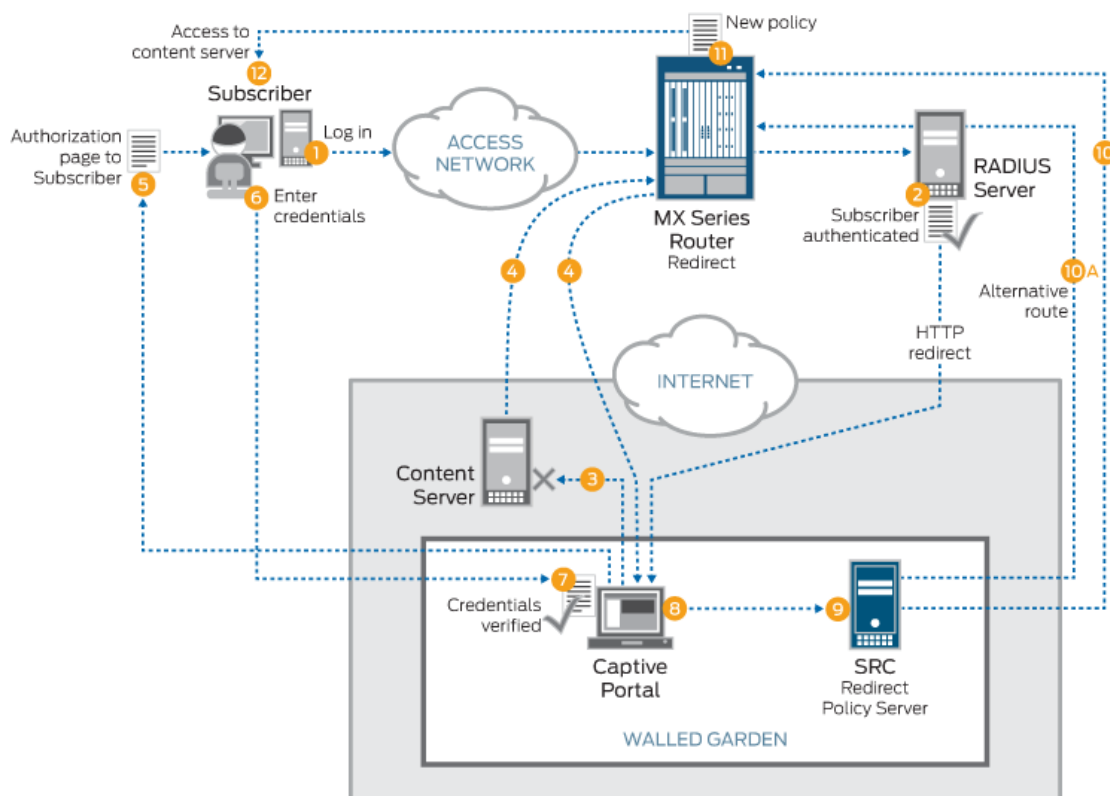 New policy
11
Access to
content server
12
Subscriber
Log in
1
ACCESS
NETWORK
Authorization
page to
Subscriber
5
6
Enter
credentials
MX Series
Router
Redirect
RADIUS
Server
2
Subscriber
authenticated
10
4
4
10A
Alternative
route
HTTP
redirect
INTERNET
Content
Server
3
7
Credentials
verified
8
9
Captive
Portal
SRC
Redirect
Policy Server
WALLED GARDEN